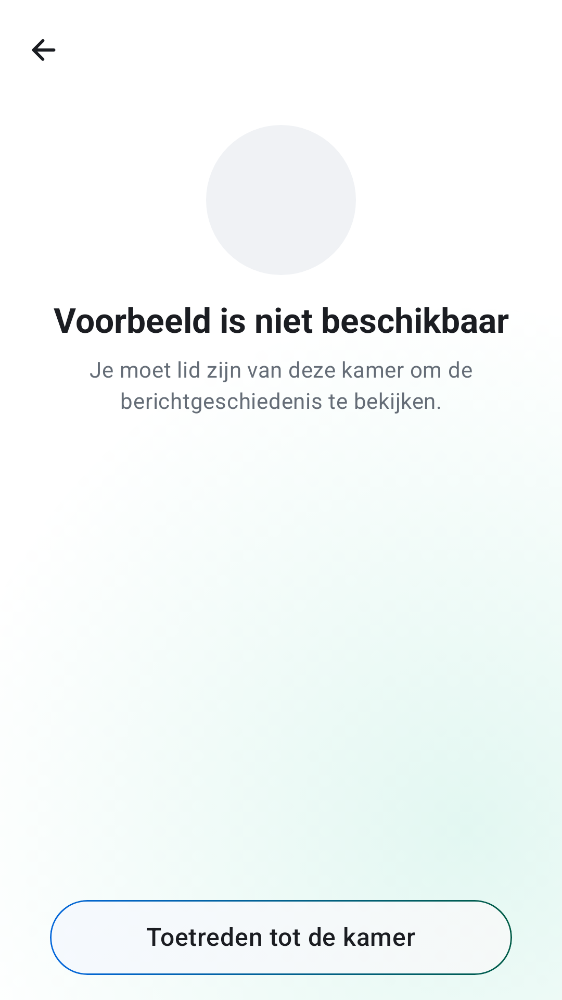 Voorbeeld is niet beschikbaar
Je moet lid zijn van deze kamer om de
berichtgeschiedenis te bekijken.
Toetreden tot de kamer